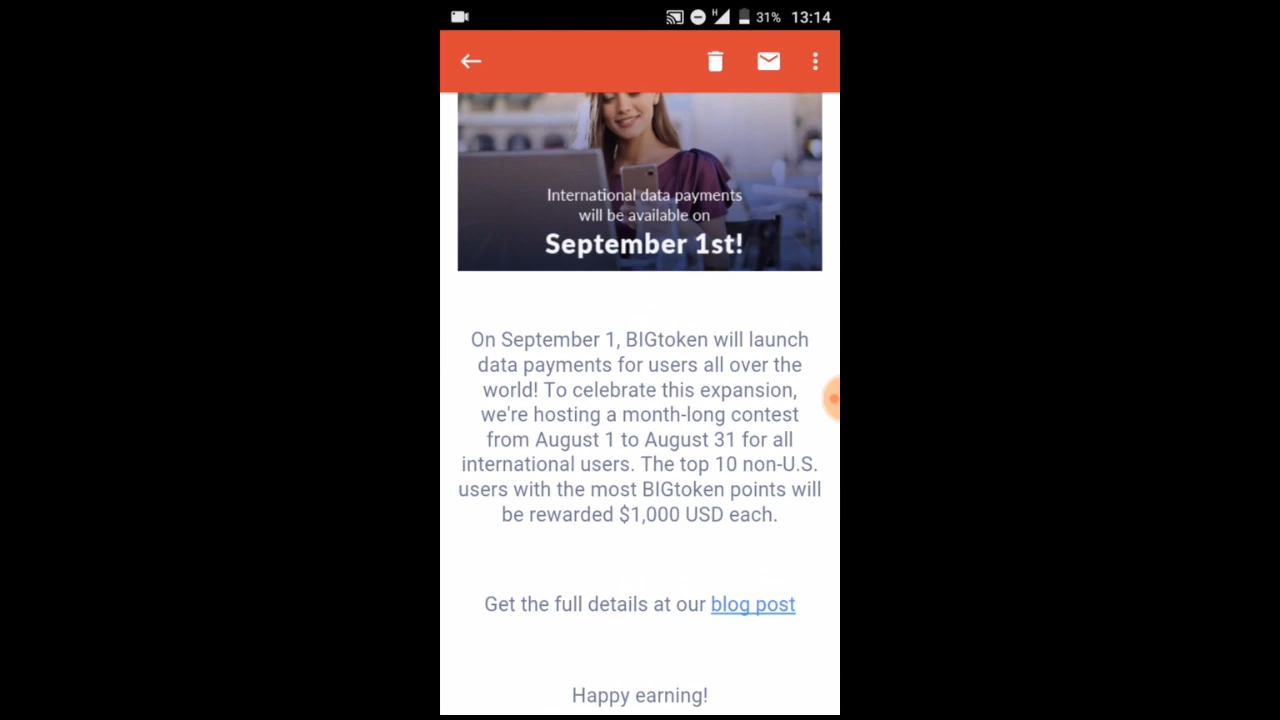 H 31% 13:14
International data payments
will be available on
September 1st!
On September 1, BIGtoken will launch
data payments for users all over the
world! To celebrate this expansion,
we're hosting a month-long contest
from August 1 to August 31 for all
international users. The top 10 non-U.S.
users with the most BIGtoken points will
be rewarded $1,000 USD each.
Get the full details at our blog post
Happy earning!